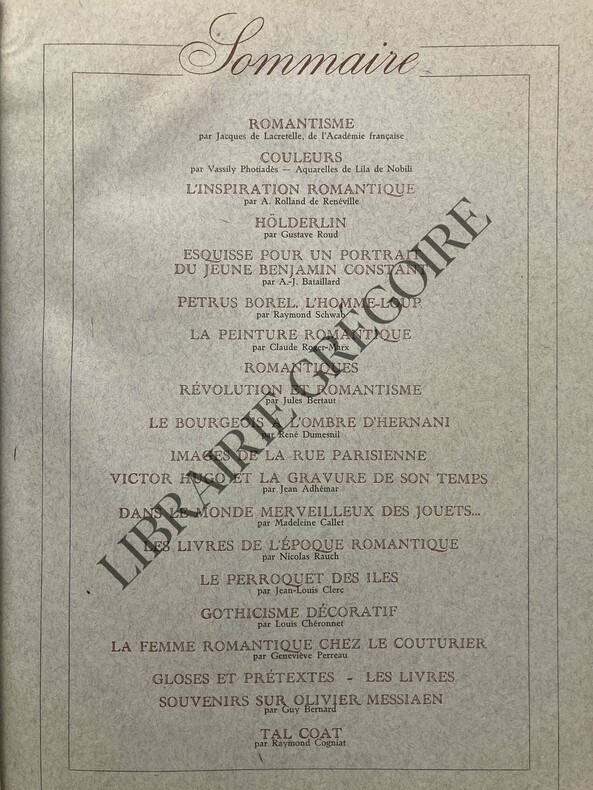 Sommaire
ROMANTISME
par Jacques de Lacretelle, de l'Académie française
COULEURS
par Vassily Photiadès — Aquarelles de Lila de Nobili
L'INSPIRATION ROMANTIQUE
par A. Rolland de Renéville
HÖLDERLIN
par Gustave Roud
ESQUISSE POUR UN PORTRAIT
DU JEUNE BENJAMIN CONSTANT
par A.-J. Bataillard
PETRUS BOREL, L'HOMME-LOUP
par Raymond Schwab
LA PEINTURE ROMANTIQUE
par Claude Roger-Marx
ROMANTIQUES
RÉVOLUTION ET ROMANTISME
par Jules Bertaut
LE BOURGEOIS A L'OMBRE D'HERNANI
par René Dumesnil
IMAGES DE LA RUE PARISIENNE
VICTOR HUGO ET LA GRAVURE DE SON TEMPS
par Jean Adhémar
DANS LE MONDE MERVEILLEUX DES JOUETS...
par Madeleine Callet
LES LIVRES DE L'ÉPOQUE ROMANTIQUE
par Nicolas Rauch
LE PERROQUET DES ILES
par Jean-Louis Clerc
GOTHICISME DÉCORATIF
par Louis Chéronnet
LA FEMME ROMANTIQUE CHEZ LE COUTURIER
par Geneviève Perreau
GLOSES ET PRÉTEXTES - LES LIVRES
SOUVENIRS SUR OLIVIER MESSIAEN
par Guy Bernard
TAL COAT
par Raymond Cogniat
LIBRAIRIE GRÉGOIRE